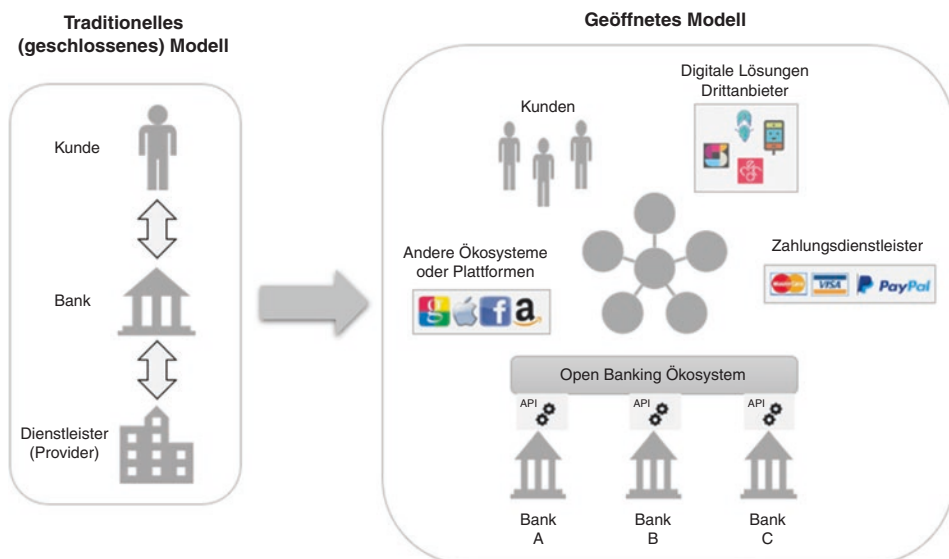 Traditionelles
(geschlossenes) Modell
Kunde
Bank
Dienstleister
(Provider)
Geöffnetes Modell
Kunden
Digitale Lösungen
Drittanbieter
Andere Ökosysteme
oder Plattformen
g
f
a
Zahlungsdienstleister
MasterCard
VISA
PayPal
Open Banking Ökosystem
API
API
API
Bank
A
Bank
B
Bank
C